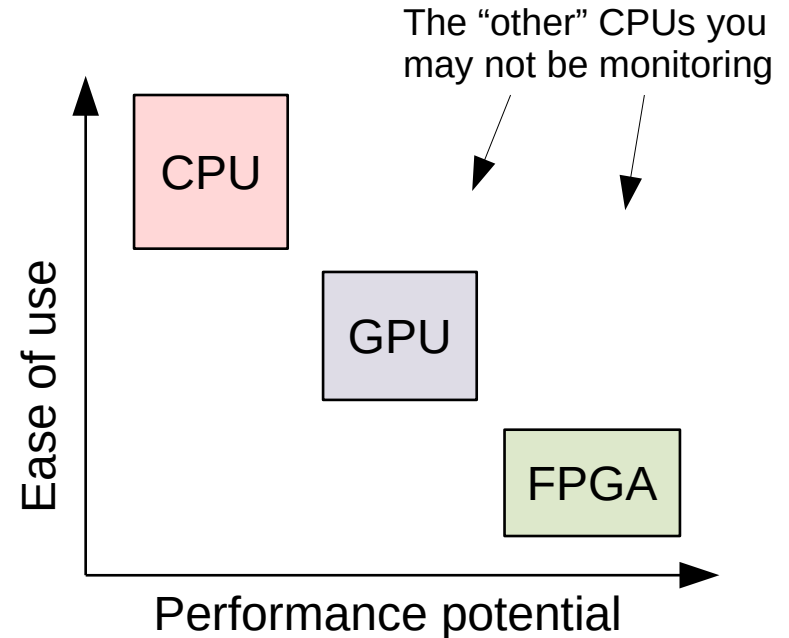 The “other” CPUs you
may not be monitoring
CPU
GPU
FPGA
Ease of use
Performance potential